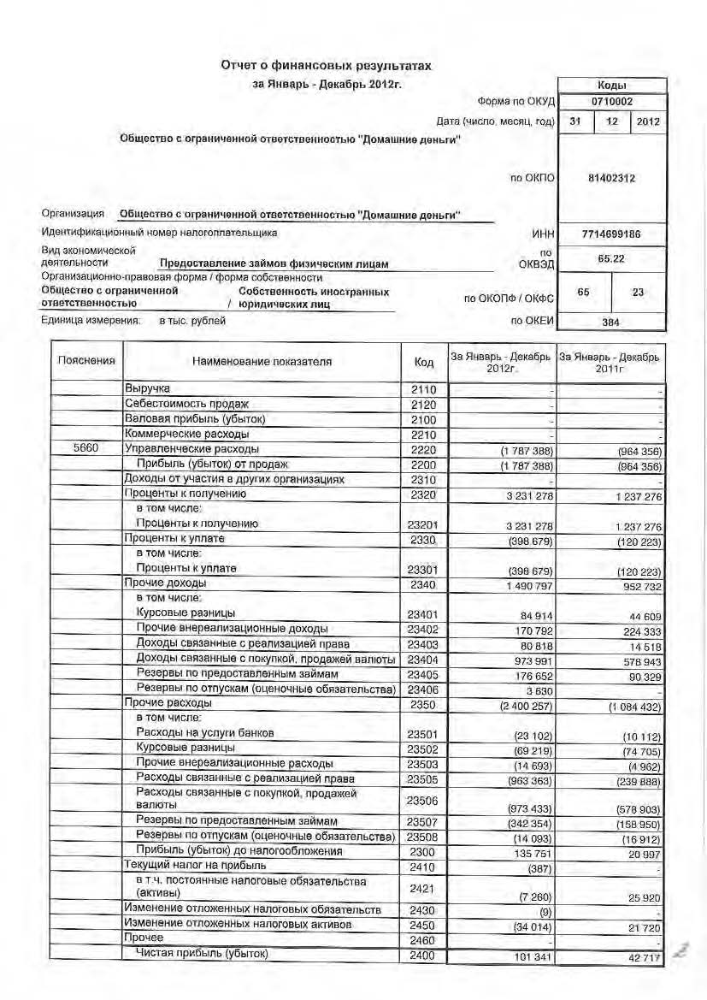 Отчет о финансовых результатах
за Январь - Декабрь 2012г.
Коды
Форма по ОКУД 0710002
Дата (число, месяц, год) 31 12 2012
Общество с ограниченной ответственностью "Домашние деньги"
по ОКПО 81402312
Организация Общество с ограниченной ответственностью "Домашние деньги"
Идентификационный номер налогоплательщика ИНН 7714699186
Вид экономической деятельности Предоставление займов физическим лицам по ОКВЭД 65.22
Организационно-правовая форма / форма собственности
Общество с ограниченной ответственностью / Собственность иностранных юридических лиц по ОКОПФ / ОКФС 65 23
Единица измерения: в тыс. рублей по ОКЕИ 384
Пояснения Наименование показателя Код За Январь - Декабрь 2012г. За Январь - Декабрь 2011г
Выручка 2110 - -
Себестоимость продаж 2120 - -
Валовая прибыль (убыток) 2100 - -
Коммерческие расходы 2210 - -
5660 Управленческие расходы 2220 (1 787 388) (964 356)
Прибыль (убыток) от продаж 2200 (1 787 388) (964 356)
Доходы от участия в других организациях 2310 - -
Проценты к получению 2320 3 231 278 1 237 276
в том числе:
Проценты к получению 23201 3 231 278 1 237 276
Проценты к уплате 2330 (398 679) (120 223)
в том числе:
Проценты к уплате 23301 (398 679) (120 223)
Прочие доходы 2340 1 490 797 952 732
в том числе:
Курсовые разницы 23401 84 914 44 609
Прочие внереализационные доходы 23402 170 792 224 333
Доходы связанные с реализацией права 23403 80 818 14 518
Доходы связанные с покупкой, продажей валюты 23404 973 991 578 943
Резервы по предоставленным займам 23405 176 652 90 329
Резервы по отпускам (оценочные обязательства) 23406 3 630 -
Прочие расходы 2350 (2 400 257) (1 084 432)
в том числе:
Расходы на услуги банков 23501 (23 102) (10 112)
Курсовые разницы 23502 (69 219) (74 705)
Прочие внереализационные расходы 23503 (14 693) (4 962)
Расходы связанные с реализацией права 23505 (963 363) (239 888)
Расходы связанные с покупкой, продажей
валюты 23506 (973 433) (578 903)
Резервы по предоставленным займам 23507 (342 354) (158 950)
Резервы по отпускам (оценочные обязательства) 23508 (14 093) (16 912)
Прибыль (убыток) до налогообложения 2300 135 751 20 997
Текущий налог на прибыль 2410 (387) -
в т.ч. постоянные налоговые обязательства
(активы) 2421 (7 260) 25 920
Изменение отложенных налоговых обязательств 2430 (9) -
Изменение отложенных налоговых активов 2450 (34 014) 21 720
Прочее 2460 - -
Чистая прибыль (убыток) 2400 101 341 42 717